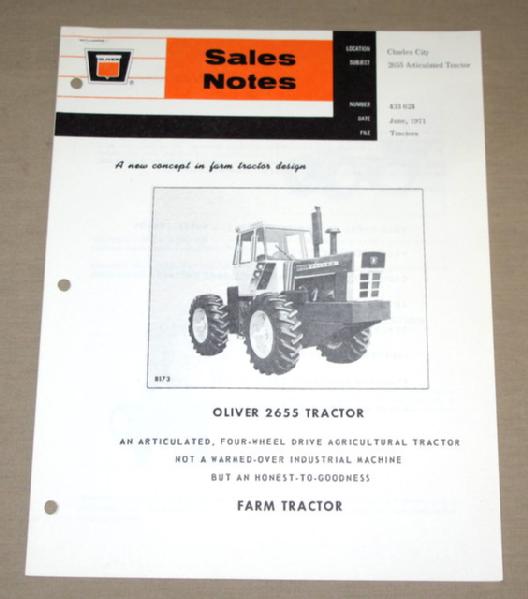 OLIVER
®
Sales
Notes
LOCATION Charles City
SUBJECT 2655 Articulated Tractor
NUMBER
DATE June, 1971
FILE Tractors
A new concept in farm tractor design
OLIVER
8173
OLIVER 2655 TRACTOR
AN ARTICULATED, FOUR-WHEEL DRIVE AGRICULTURAL TRACTOR
NOT A WARMED-OVER INDUSTRIAL MACHINE
BUT AN HONEST-TO-GOODNESS
FARM TRACTOR